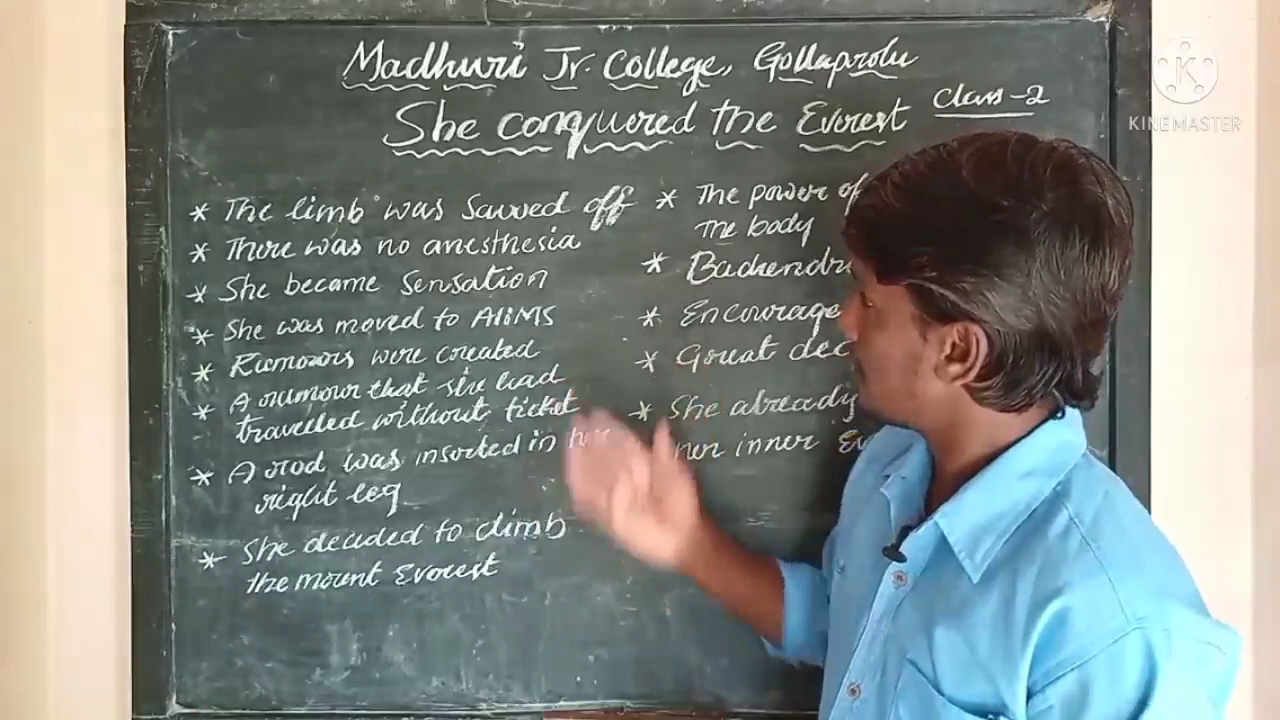 Madhuri Jr. College, Gollaprolu
She conquered the Everest Class-2
* The limb was Sawed off
* There was no anesthesia
* She became Sensation
* She was moved to AIIMS
* Rumours were created
* A rumour that she had
traveled without ticket
* A rod was inserted in her
right leg
* She decided to climb
the mount Everest
* The power of
The body
* Bachendri
* Encourage
* Great dec
* She already
her inner Ev
KINEMASTER